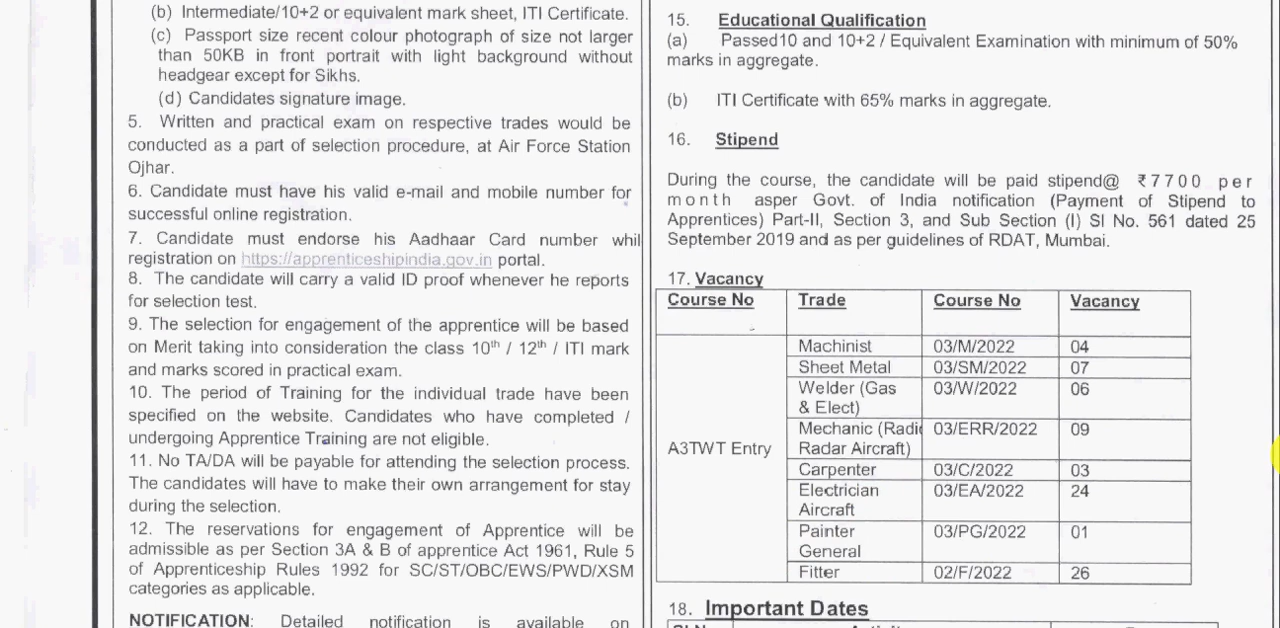 (b) Intermediate/10+2 or equivalent mark sheet, ITI Certificate.
(c) Passport size recent colour photograph of size not larger
than 50KB in front portrait with light background without
headgear except for Sikhs.
(d) Candidates signature image.
5. Written and practical exam on respective trades would be
conducted as a part of selection procedure, at Air Force Station
Ojhar.
6. Candidate must have his valid e-mail and mobile number for
successful online registration.
7. Candidate must endorse his Aadhaar Card number whil
registration on https://apprenticeshipindia.gov.in portal.
8. The candidate will carry a valid ID proof whenever he reports
for selection test.
9. The selection for engagement of the apprentice will be based
on Merit taking into consideration the class 10th / 12th / ITI mark
and marks scored in practical exam.
10. The period of Training for the individual trade have been
specified on the website. Candidates who have completed /
undergoing Apprentice Training are not eligible.
11. No TA/DA will be payable for attending the selection process.
The candidates will have to make their own arrangement for stay
during the selection.
12. The reservations for engagement of Apprentice will be
admissible as per Section 3A & B of apprentice Act 1961, Rule 5
of Apprenticeship Rules 1992 for SC/ST/OBC/EWS/PWD/XSM
categories as applicable.
NOTIFICATION: Detailed notification is available on
15. Educational Qualification
(a) Passed10 and 10+2 / Equivalent Examination with minimum of 50%
marks in aggregate.
(b) ITI Certificate with 65% marks in aggregate.
16. Stipend
During the course, the candidate will be paid stipend@ ₹7700 per
month asper Govt. of India notification (Payment of Stipend to
Apprentices) Part-II, Section 3, and Sub Section (I) SI No. 561 dated 25
September 2019 and as per guidelines of RDAT, Mumbai.
17. Vacancy
Course No Trade Course No Vacancy
Machinist 03/M/2022 04
Sheet Metal 03/SM/2022 07
Welder (Gas 03/W/2022 06
& Elect)
Mechanic (Radi 03/ERR/2022 09
A3TWT Entry Radar Aircraft)
Carpenter 03/C/2022 03
Electrician 03/EA/2022 24
Aircraft
Painter 03/PG/2022 01
General
Fitter 02/F/2022 26
18. Important Dates